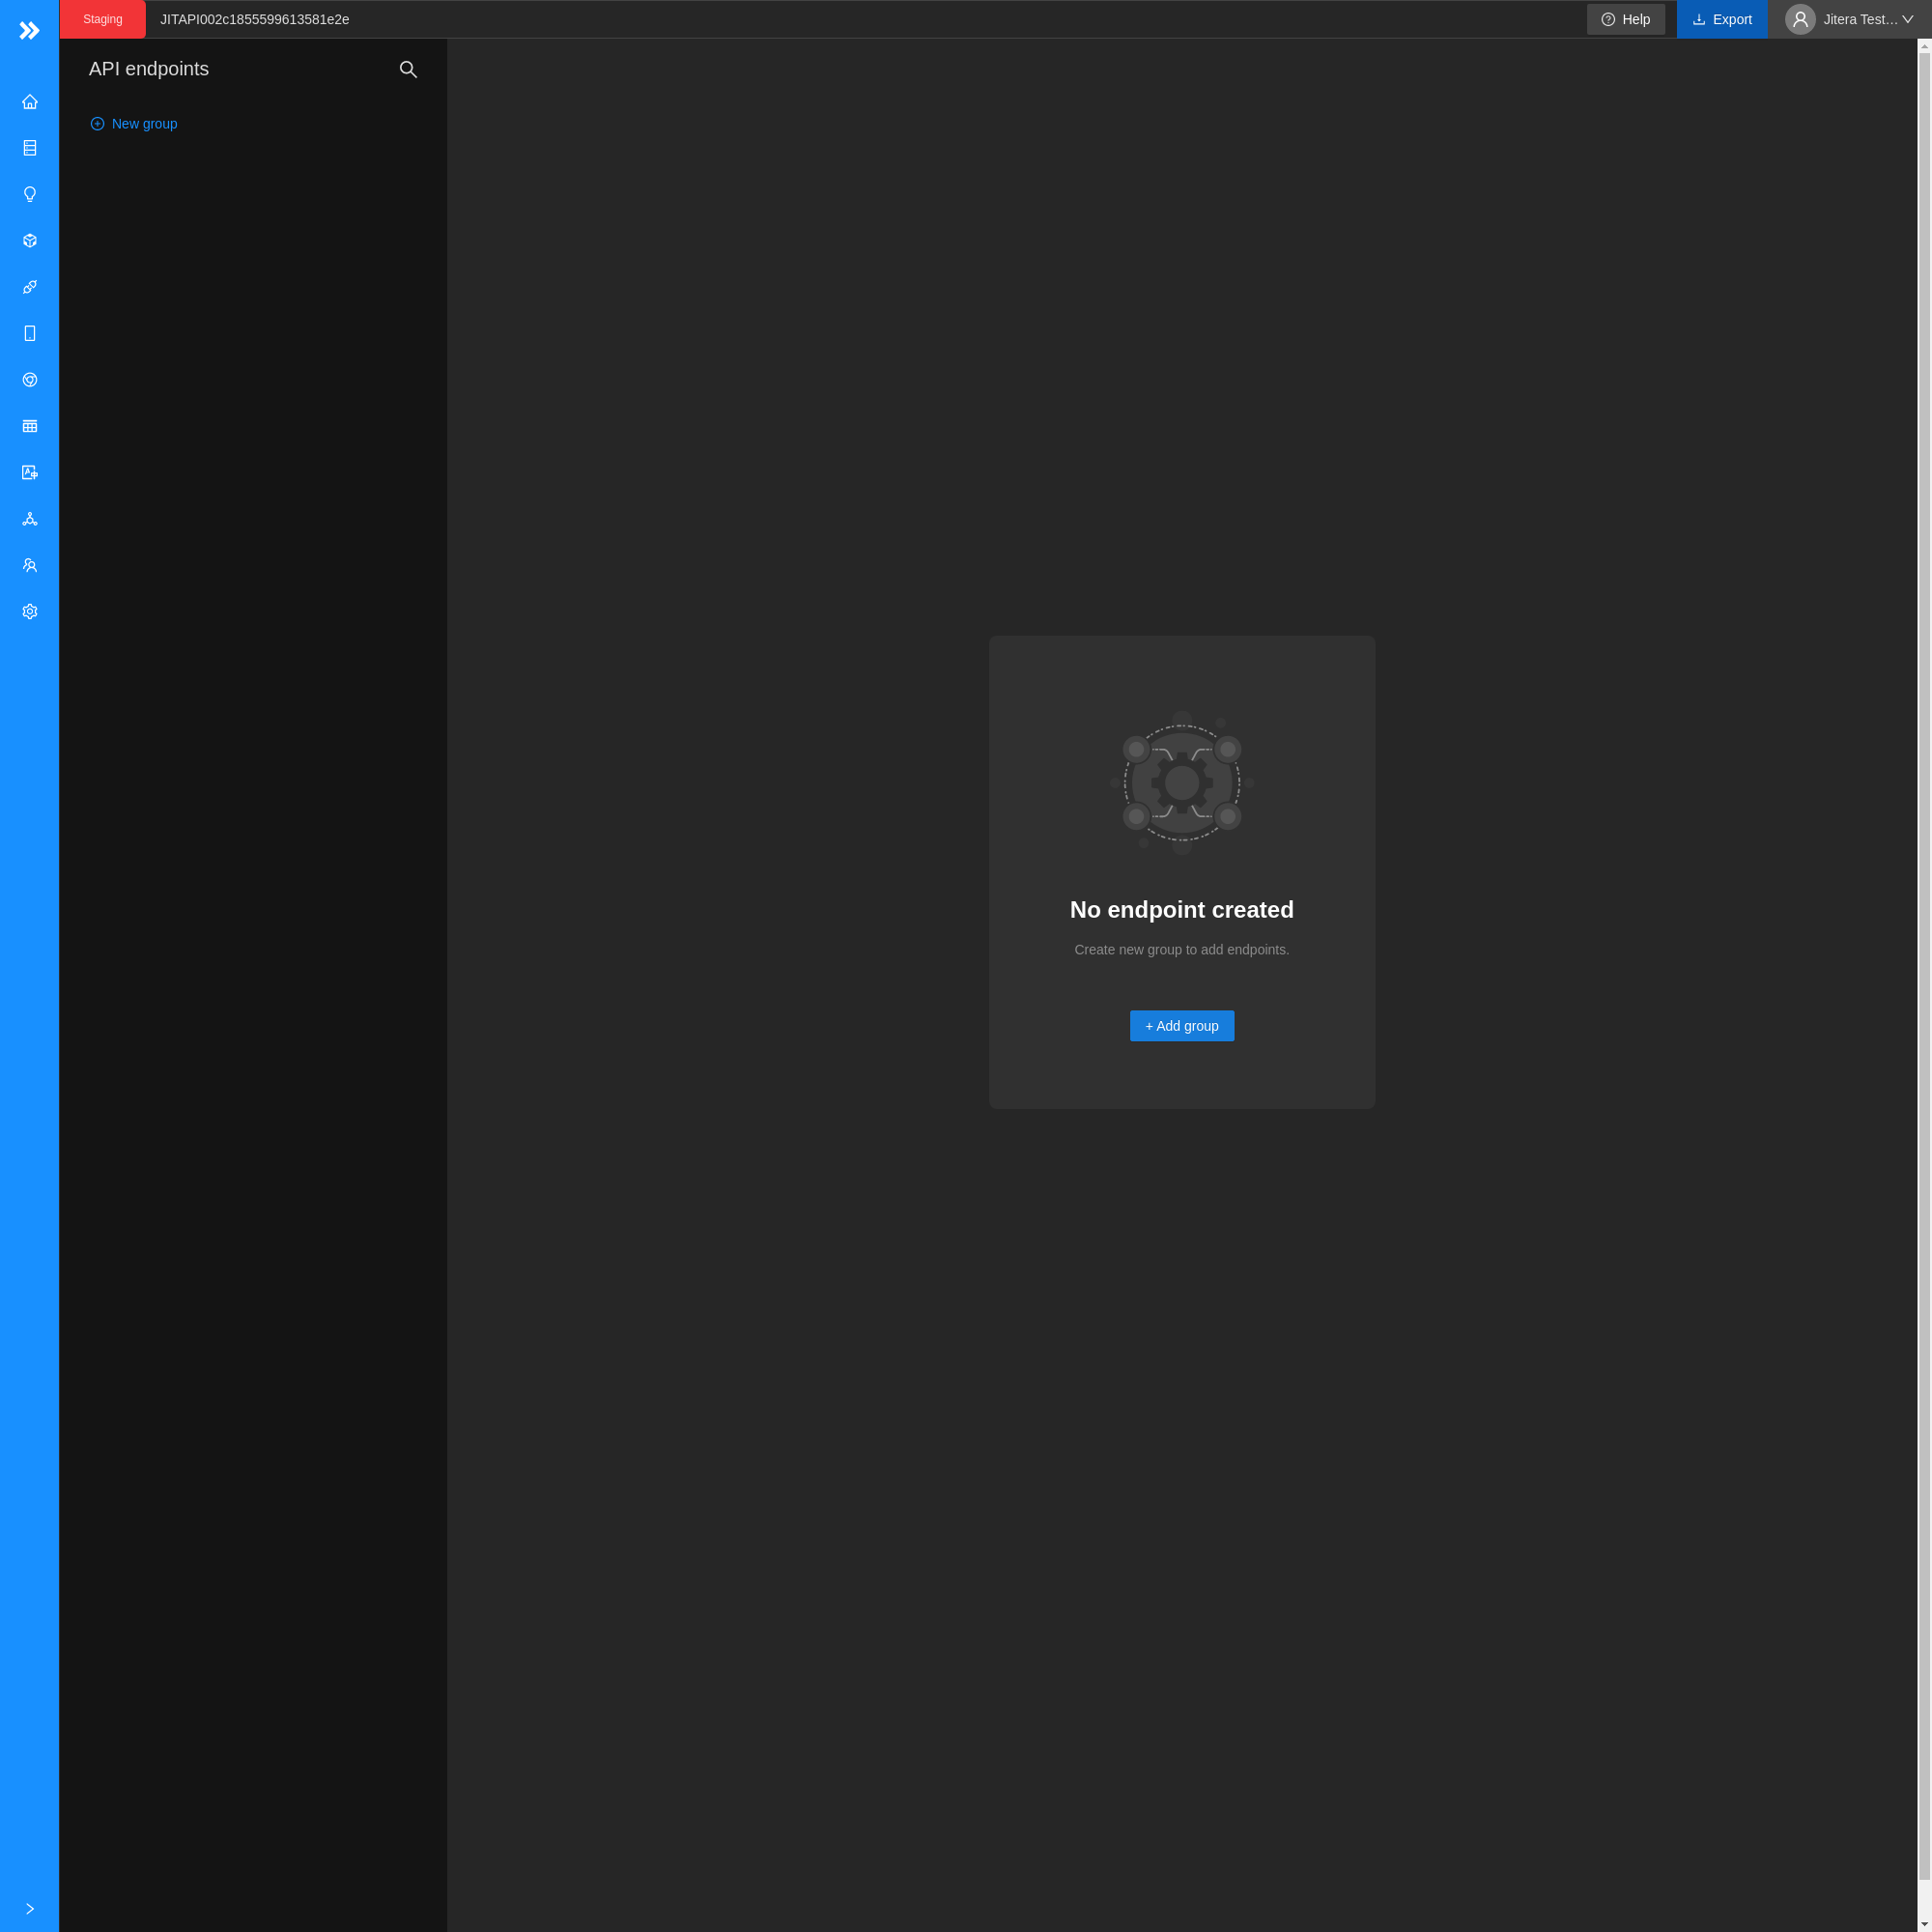 Staging
JITAPI002c1855599613581e2e
Help
Export
Jitera Test…
API endpoints
New group
No endpoint created
Create new group to add endpoints.
+ Add group